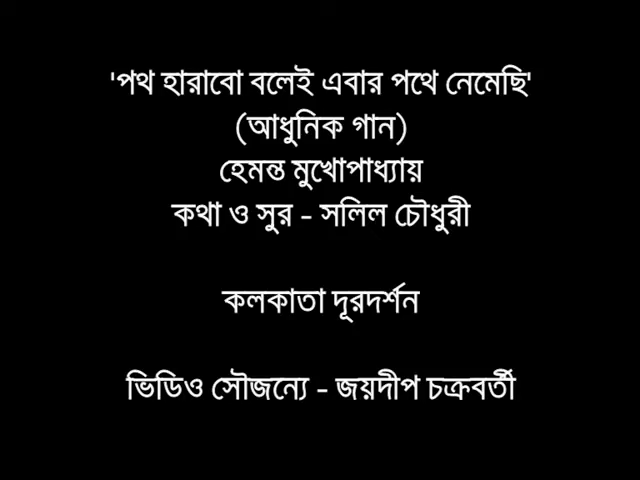 'পথ হারাবো বলেই এবার পথে নেমেছি'
(আধুনিক গান)
হেমন্ত মুখোপাধ্যায়
কথা ও সুর - সলিল চৌধুরী
কলকাতা দূরদর্শন
ভিডিও সৌজন্যে - জয়দীপ চক্রবর্তী